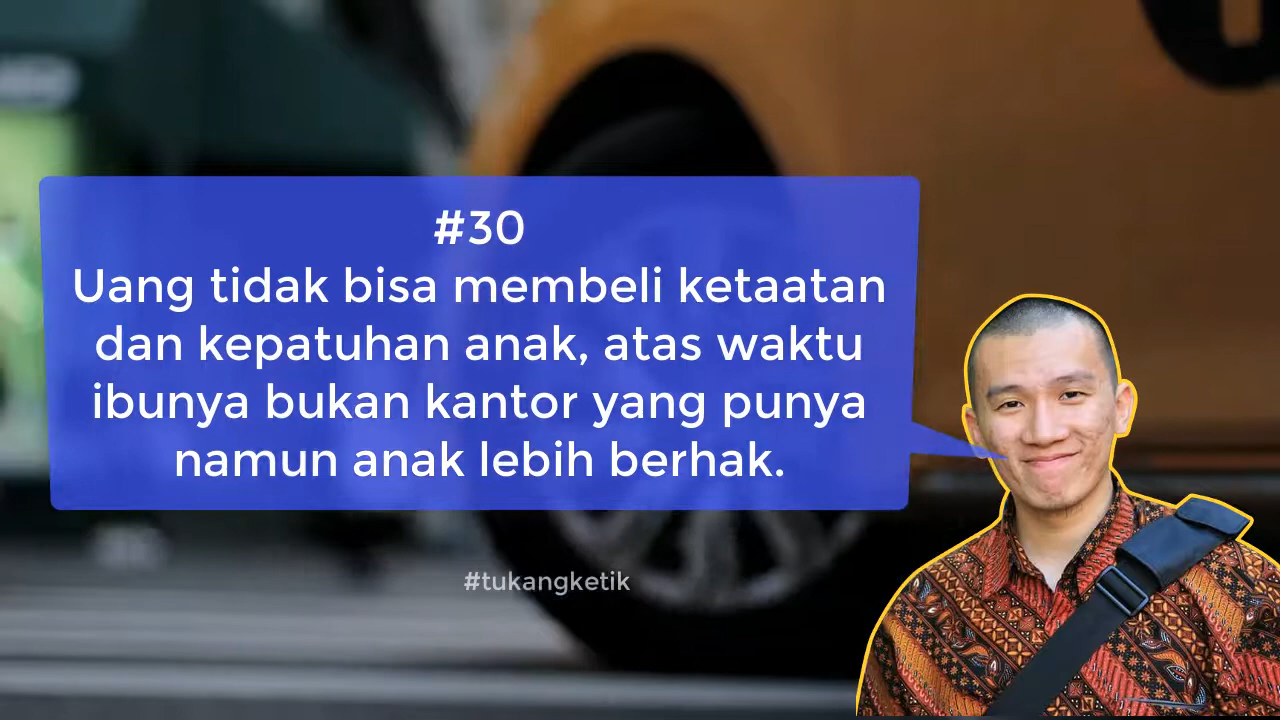 #30
Uang tidak bisa membeli ketaatan
dan kepatuhan anak, atas waktu
ibunya bukan kantor yang punya
namun anak lebih berhak.
#tukangketik